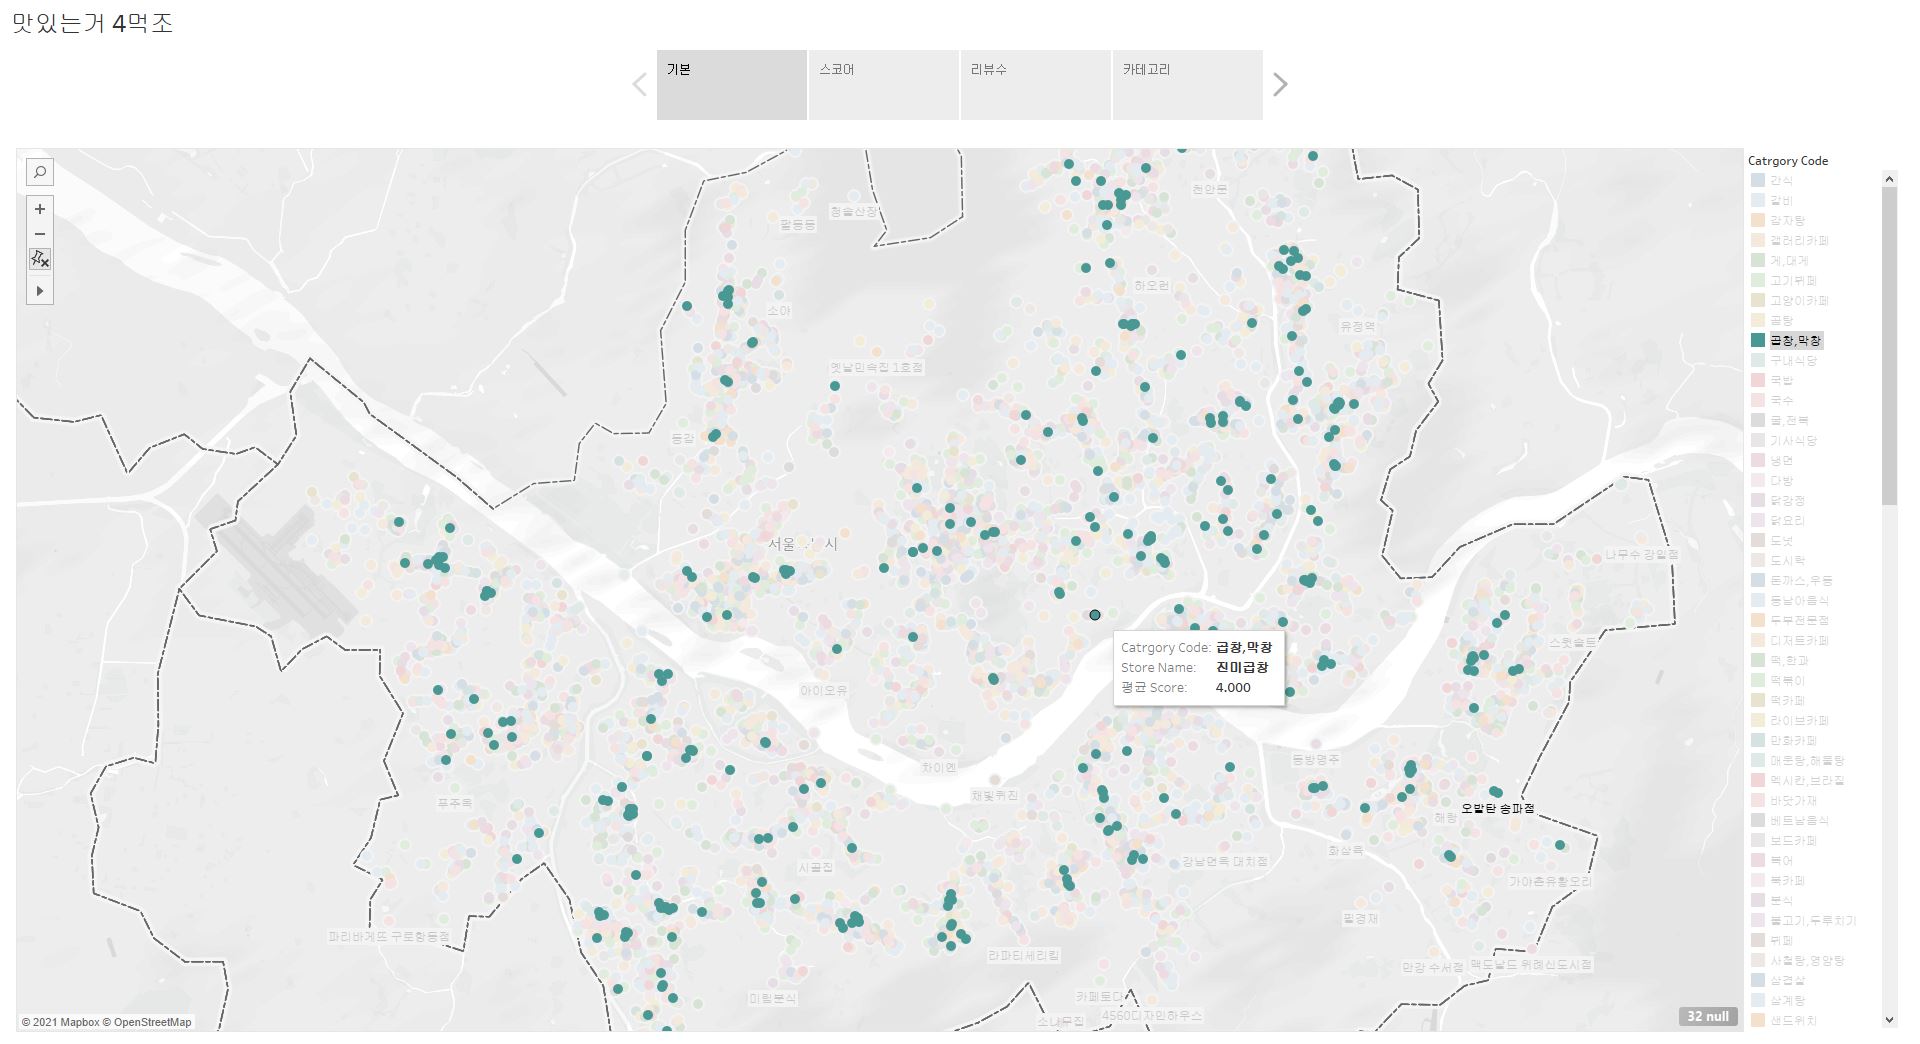 맛있는거 4먹조
기본
스코어
리뷰수
카테고리
천안문
청솔산장
팔등등
하오런
소야
유정역
옛날민속집 1호점
동감
서울 시
나무수 강일점
스윗솔트
아이오유
Catrgory Code: 곱창,막창
Store Name: 진미곱창
평균 Score: 4.000
동방명주
차이엔
채빛퀴진
푸주옥
오발탄 송파점
해랑
화삼육
강남면옥 대치점
시골집
가야촌유황오리
필경재
파리바게뜨 구로항동점
라파티세리킴
만강 수서점
맥도날드 위례신도시점
미림분식
카페로다
4560디자인하우스
소나무집
© 2021 Mapbox © OpenStreetMap
32 null
Catrgory Code
간식
갈비
감자탕
갤러리카페
게,대게
고기뷔페
고양이카페
곰탕
곱창,막창
구내식당
국밥
국수
굴,전복
기사식당
냉면
다방
닭강정
닭요리
도넛
도시락
돈까스,우동
동남아음식
두부전문점
디저트카페
떡,한과
떡볶이
떡카페
라이브카페
만화카페
매운탕,해물탕
멕시칸,브라질
바닷가재
베트남음식
보드카페
복어
북카페
분식
불고기,두루치기
뷔페
사철탕,영양탕
삼겹살
삼계탕
샌드위치